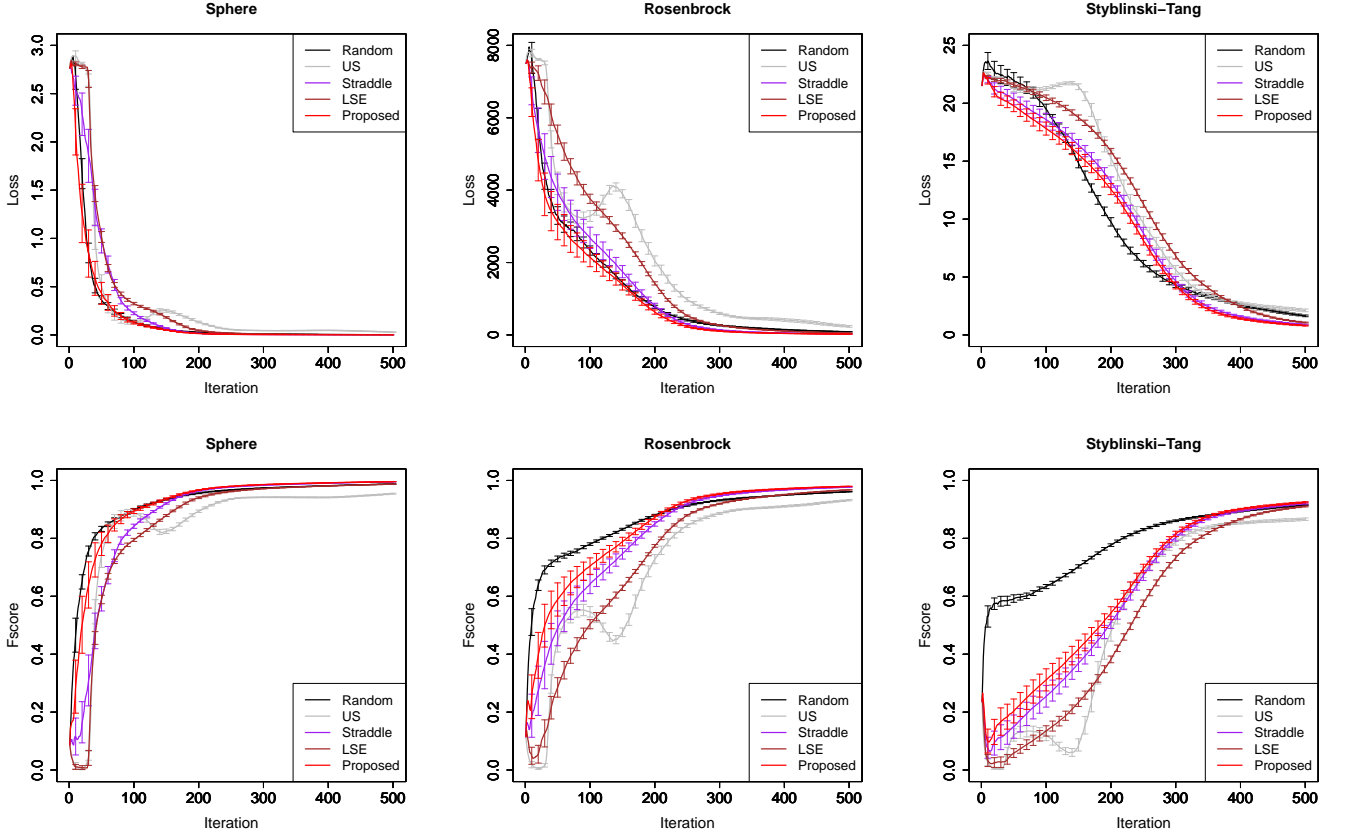 Sphere
Loss
0.0 0.5 1.0 1.5 2.0 2.5 3.0
0 100 200 300 400 500
Iteration
Random
US
Straddle
LSE
Proposed
Rosenbrock
Loss
0 2000 4000 6000 8000
0 100 200 300 400 500
Iteration
Random
US
Straddle
LSE
Proposed
Styblinski−Tang
Loss
0 5 10 15 20 25
0 100 200 300 400 500
Iteration
Random
US
Straddle
LSE
Proposed
Sphere
Fscore
0.0 0.2 0.4 0.6 0.8 1.0
0 100 200 300 400 500
Iteration
Random
US
Straddle
LSE
Proposed
Rosenbrock
Fscore
0.0 0.2 0.4 0.6 0.8 1.0
0 100 200 300 400 500
Iteration
Random
US
Straddle
LSE
Proposed
Styblinski−Tang
Fscore
0.0 0.2 0.4 0.6 0.8 1.0
0 100 200 300 400 500
Iteration
Random
US
Straddle
LSE
Proposed